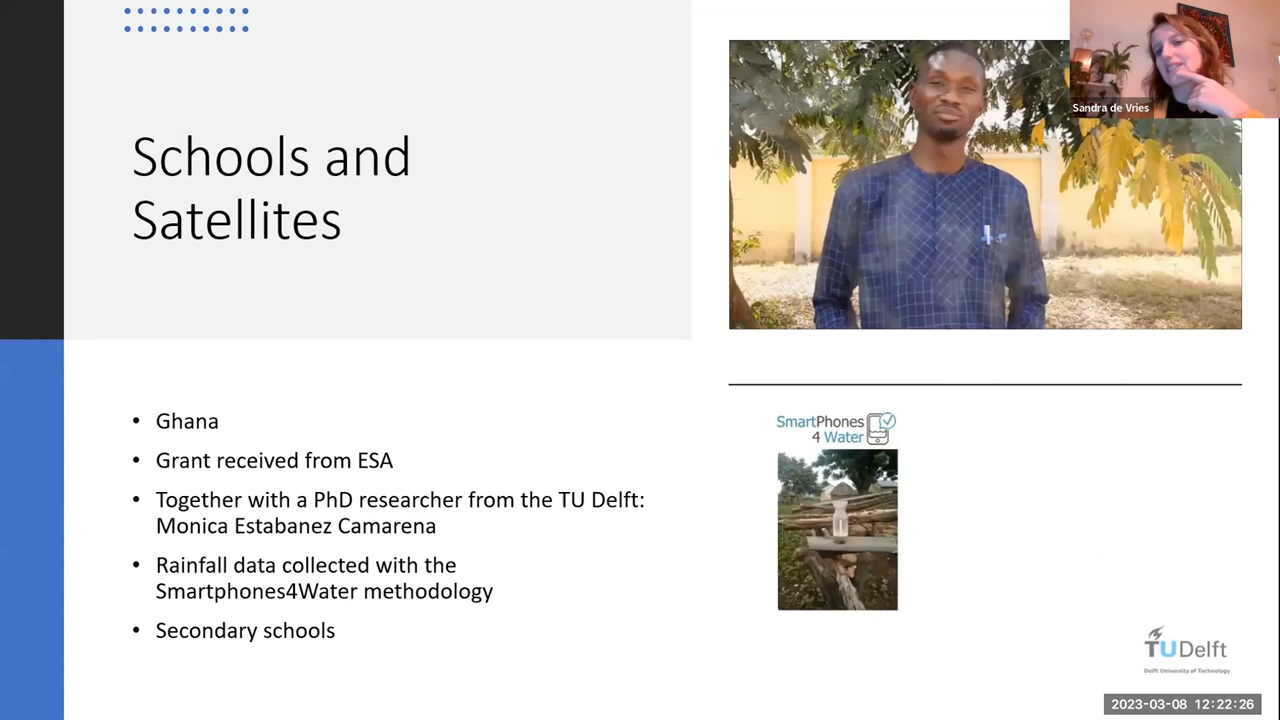 Schools and
Satellites
Sandra de Vries
• Ghana
• Grant received from ESA
• Together with a PhD researcher from the TU Delft:
Monica Estabanez Camarena
• Rainfall data collected with the
Smartphones4Water methodology
• Secondary schools
SmartPhones
4 Water
TUDelft
Delft University of Technology
2023-03-08 12:22:26